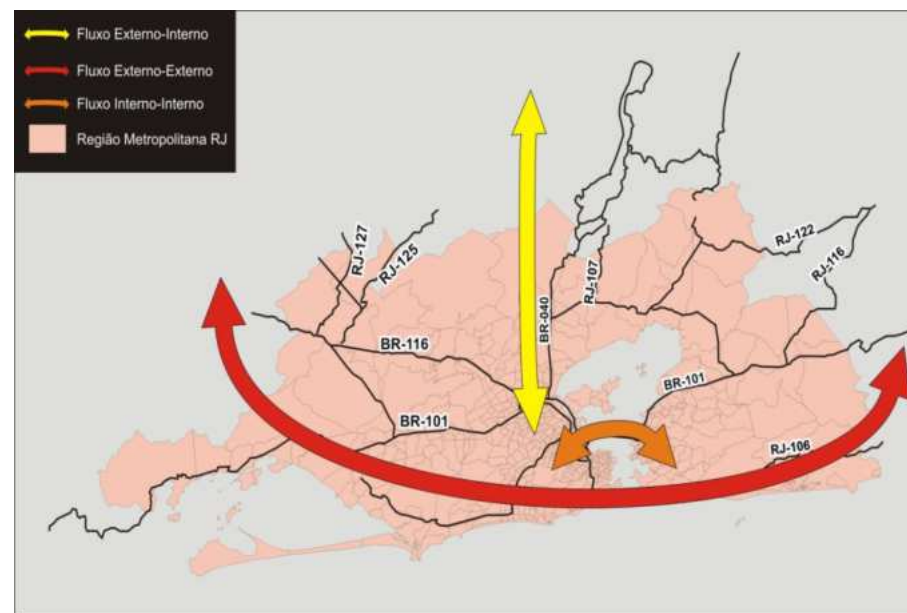 Fluxo Externo-Interno
Fluxo Externo-Externo
Fluxo Interno-Interno
Região Metropolitana RJ
RJ-127
RJ-125
RJ-122
RJ-116
RJ-107
BR-040
BR-116
BR-101
BR-101
RJ-106